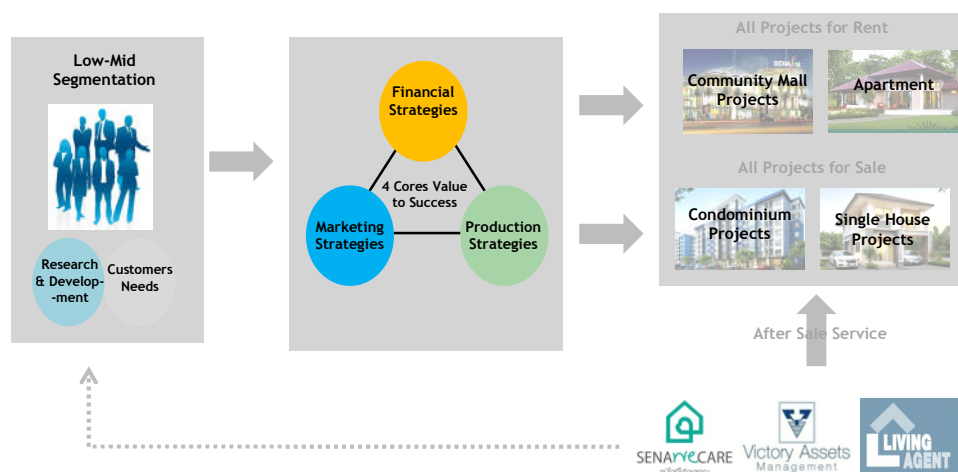 Low-Mid
Segmentation
Research
& Develop-
-ment
Customers
Needs
Financial
Strategies
4 Cores Value
to Success
Marketing
Strategies
Production
Strategies
All Projects for Rent
SENA
Community Mall
Projects
Apartment
All Projects for Sale
Condominium
Projects
Single House
Projects
After Sale Service
SENA we CARE
Victory Assets
Management
LIVING
AGENT